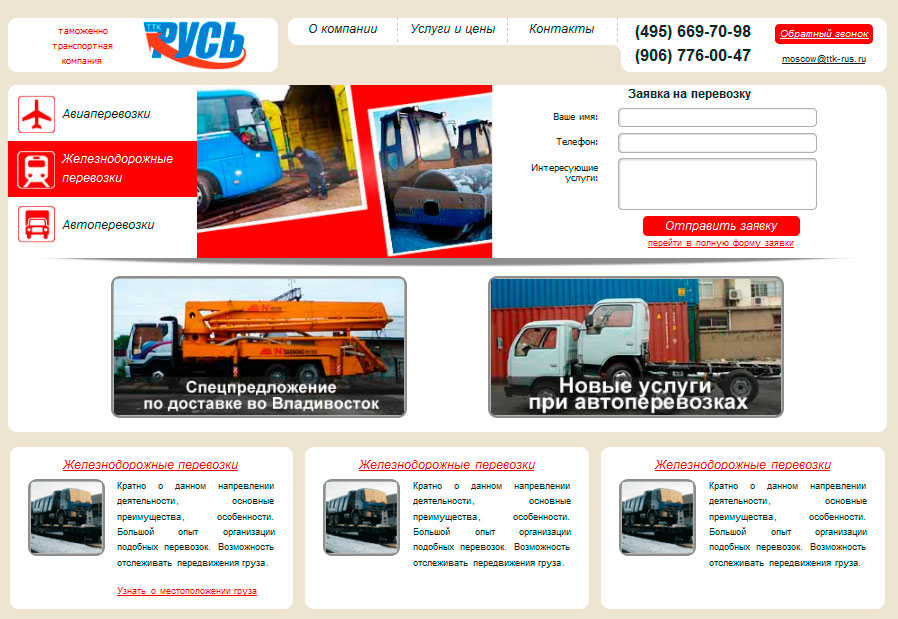 таможенно
транспортная
компания
ТТК
РУСЬ
О компании
Услуги и цены
Контакты
(495) 669-70-98
(906) 776-00-47
Обратный звонок
moscow@ttk-rus.ru
Авиаперевозки
Железнодорожные
перевозки
Автоперевозки
Заявка на перевозку
Ваше имя:
Телефон:
Интересующие
услуги:
Отправить заявку
перейти в полную форму заявки
Спецпредложение
по доставке во Владивосток
Новые услуги
при автоперевозках
Железнодорожные перевозки
Кратно о данном напревлении
деятельности, основные
преимущества, особенности.
Большой опыт организации
подобных перевозок. Возможность
отслеживать передвижения груза.
Узнать о местоположении груза
Железнодорожные перевозки
Кратно о данном напревлении
деятельности, основные
преимущества, особенности.
Большой опыт организации
подобных перевозок. Возможность
отслеживать передвижения груза.
Железнодорожные перевозки
Кратно о данном напревлении
деятельности, основные
преимущества, особенности.
Большой опыт организации
подобных перевозок. Возможность
отслеживать передвижения груза.